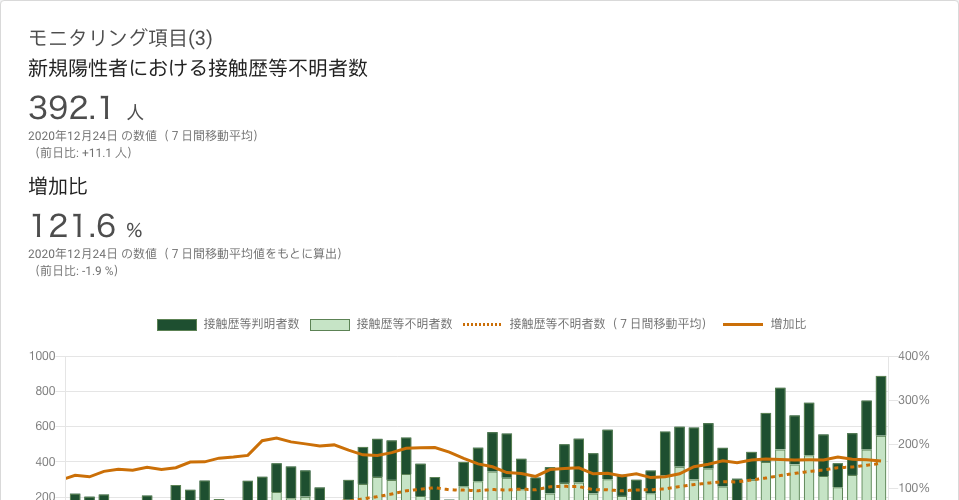 モニタリング項目(3)
新規陽性者における接触歴等不明者数
392.1 人
2020年12月24日 の数値（７日間移動平均）
（前日比: +11.1 人）
増加比
121.6 %
2020年12月24日 の数値（７日間移動平均値をもとに算出）
（前日比: -1.9 %）
接触歴等判明者数 接触歴等不明者数 接触歴等不明者数（７日間移動平均） 増加比
1000 400%
800
300%
600
400 200%
200 100%